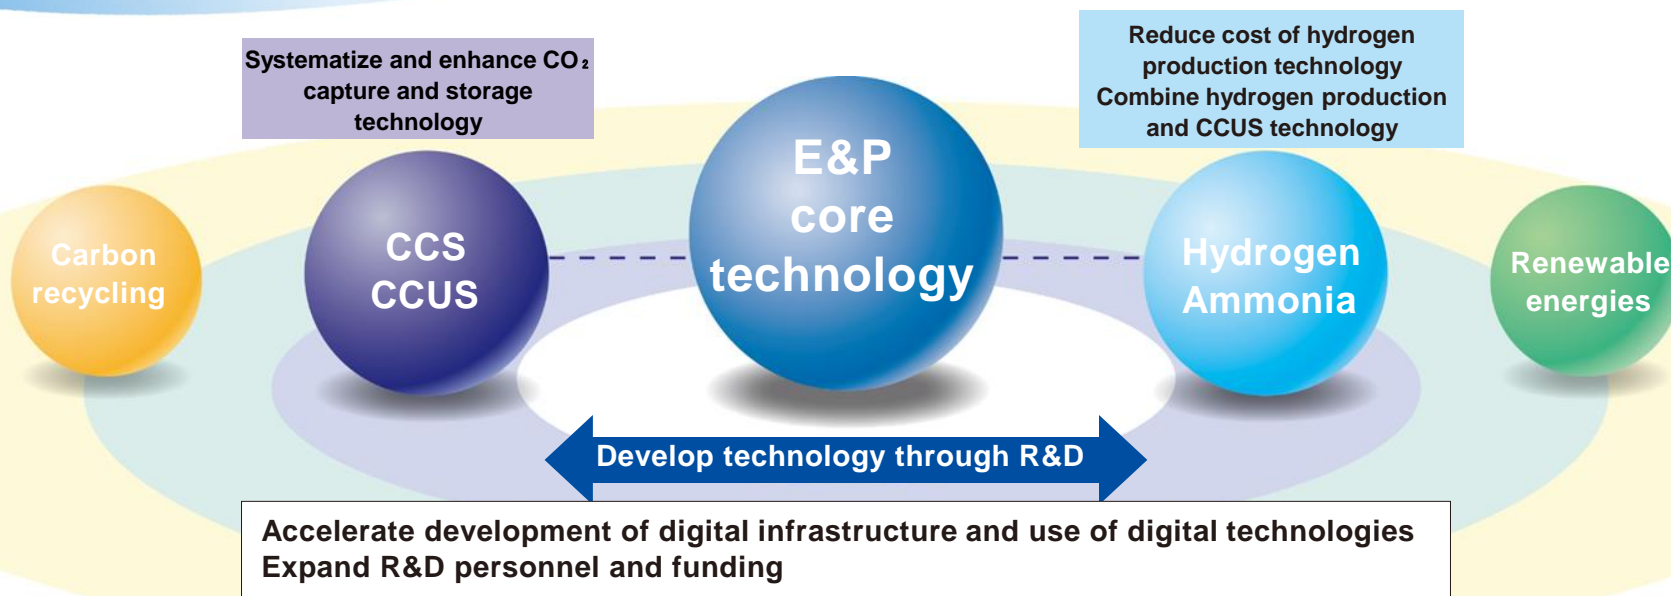 Systematize and enhance CO₂
capture and storage
technology
Reduce cost of hydrogen
production technology
Combine hydrogen production
and CCUS technology
Carbon
recycling
CCS
CCUS
E&P
core
technology
Hydrogen
Ammonia
Renewable
energies
Develop technology through R&D
Accelerate development of digital infrastructure and use of digital technologies
Expand R&D personnel and funding